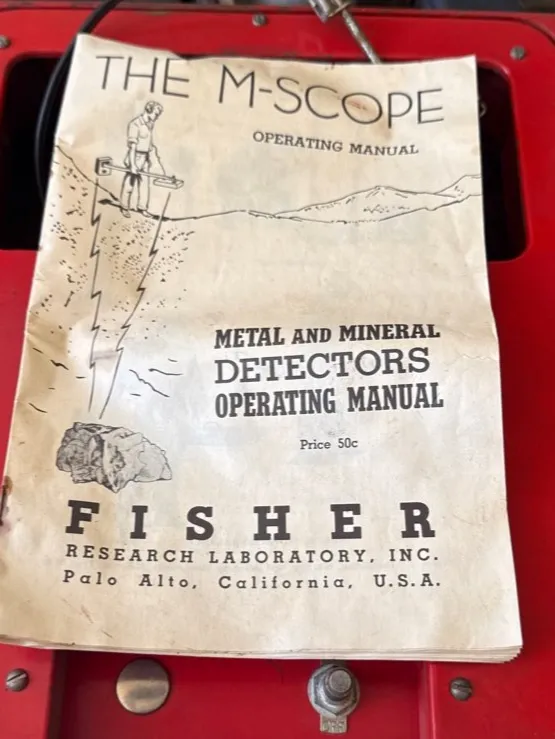 THE M-SCOPE
OPERATING MANUAL
METAL AND MINERAL
DETECTORS
OPERATING MANUAL
Price 50c
FISHER
RESEARCH LABORATORY, INC.
Palo Alto, California, U.S.A.